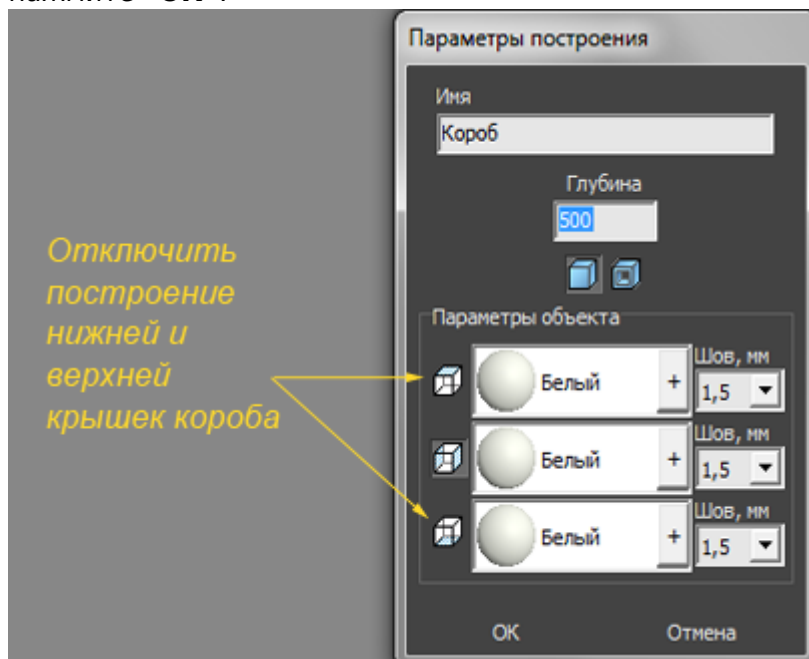 Параметры построения
Имя
Короб
Глубина
500
Отключить
построение
нижней и
верхней
крышек короба
Параметры объекта
Шов, мм
Белый + 1,5
Шов, мм
Белый + 1,5
Шов, мм
Белый + 1,5
ОК Отмена